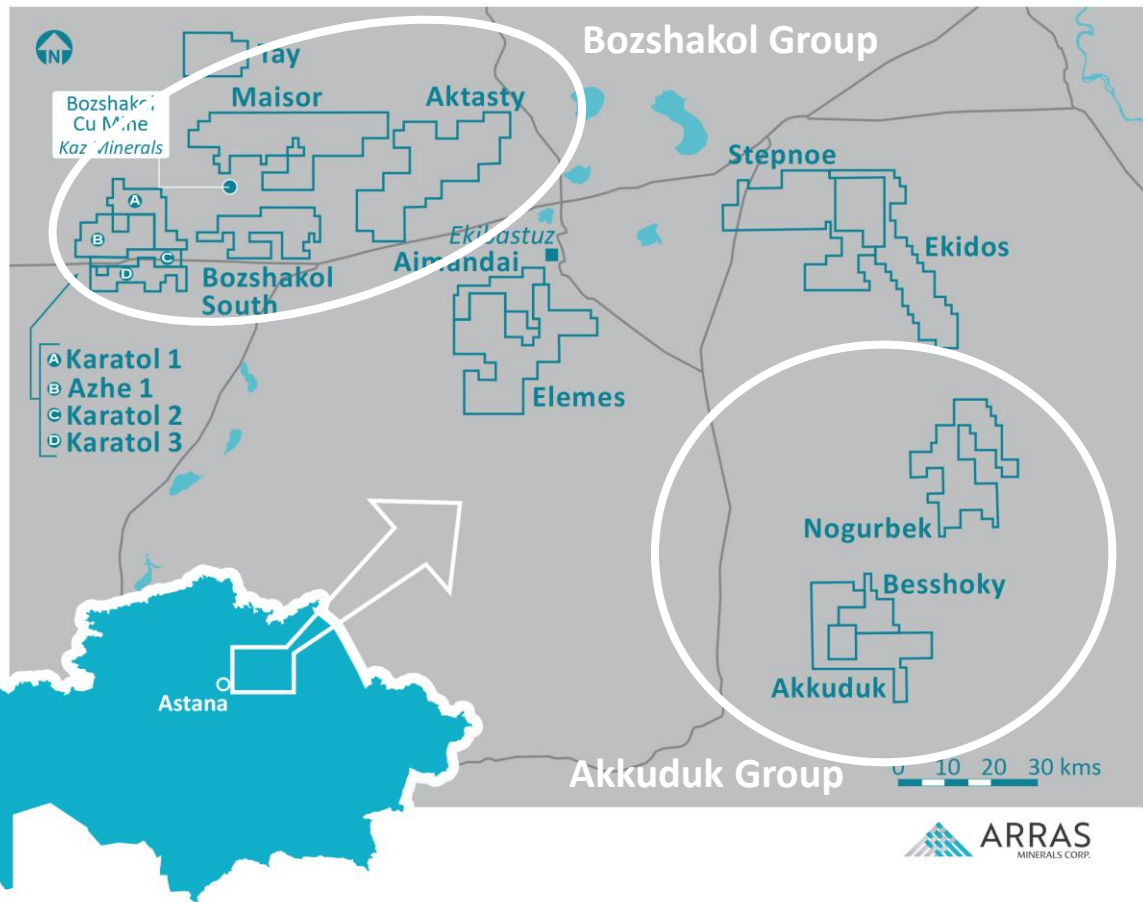 N
Bozshakol Group
Tay
Maisor
Aktasty
Bozshakol
Cu Mine
Kaz Minerals
Stepnoe
A
B
C
D
Ekibastuz
Aimandai
Ekidos
Bozshakol
South
A Karatol 1
B Azhe 1
C Karatol 2
D Karatol 3
Elemes
Nogurbek
Besshoky
Akkuduk
Astana
Akkuduk Group
0 10 20 30 kms
ARRAS
MINERALS CORP.